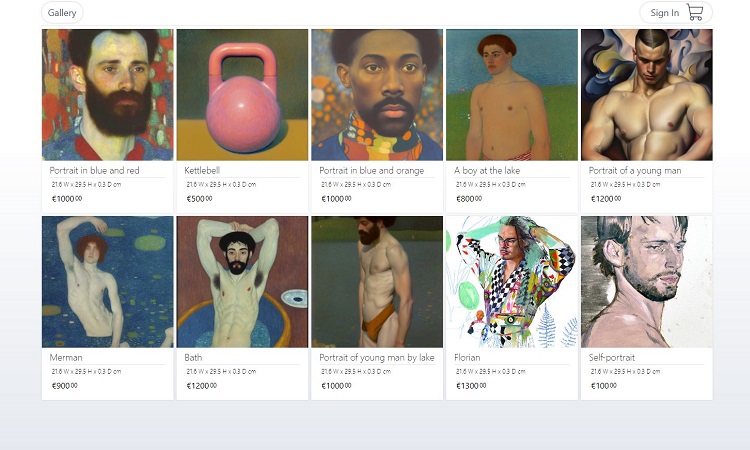 Gallery
Sign In
Portrait in blue and red
21.6 W x 29.5 H x 0.3 D cm
€1000.00
Kettlebell
21.6 W x 29.5 H x 0.3 D cm
€500.00
Portrait in blue and orange
21.6 W x 29.5 H x 0.3 D cm
€1000.00
A boy at the lake
21.6 W x 29.5 H x 0.3 D cm
€800.00
Portrait of a young man
21.6 W x 29.5 H x 0.3 D cm
€1200.00
Merman
21.6 W x 29.5 H x 0.3 D cm
€900.00
Bath
21.6 W x 29.5 H x 0.3 D cm
€1200.00
Portrait of young man by lake
21.6 W x 29.5 H x 0.3 D cm
€1000.00
Florian
21.6 W x 29.5 H x 0.3 D cm
€1300.00
Self-portrait
21.6 W x 29.5 H x 0.3 D cm
€100.00